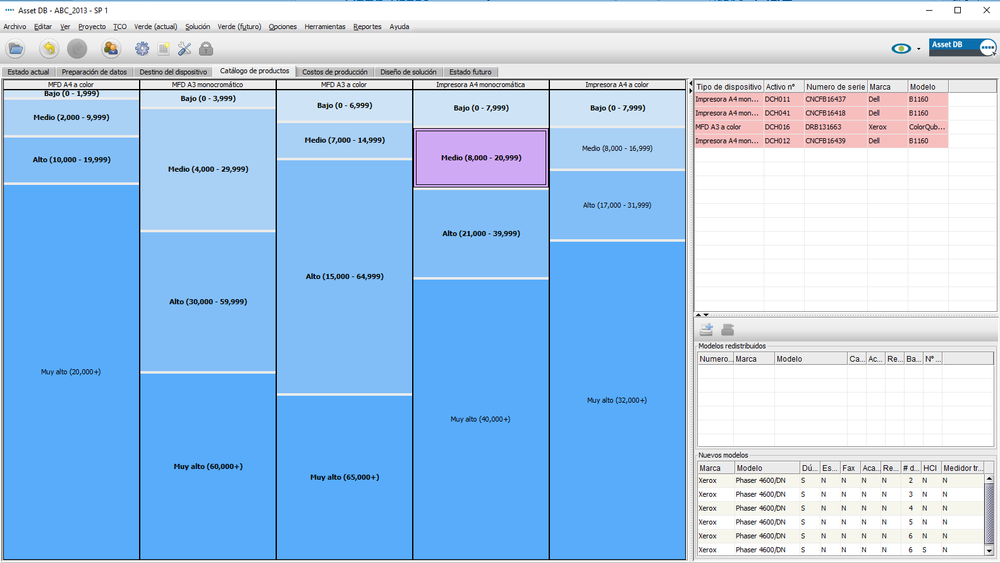 Asset DB - ABC_2013 - SP 1
Archivo Editar Ver Proyecto TCO Verde (actual) Solución Verde (futuro) Opciones Herramientas Reportes Ayuda
Asset DB
Estado actual Preparación de datos Destino del dispositivo Catálogo de productos Costos de producción Diseño de solución Estado futuro
MFD A4 a color
Bajo (0 - 1,999)
Medio (2,000 - 9,999)
Alto (10,000 - 19,999)
Muy alto (20,000+)
MFD A3 monocromático
Bajo (0 - 3,999)
Medio (4,000 - 29,999)
Alto (30,000 - 59,999)
Muy alto (60,000+)
MFD A3 a color
Bajo (0 - 6,999)
Medio (7,000 - 14,999)
Alto (15,000 - 64,999)
Muy alto (65,000+)
Impresora A4 monocromática
Bajo (0 - 7,999)
Medio (8,000 - 20,999)
Alto (21,000 - 39,999)
Muy alto (40,000+)
Impresora A4 a color
Bajo (0 - 7,999)
Medio (8,000 - 16,999)
Alto (17,000 - 31,999)
Muy alto (32,000+)
Tipo de dispositivo Activo n° Numero de serie Marca Modelo
Impresora A4 mon... DCH011 CNCFB16437 Dell B1160
Impresora A4 mon... DCH041 CNCFB16418 Dell B1160
MFD A3 a color DCH016 DRB131663 Xerox ColorQub...
Impresora A4 mon... DCH012 CNCFB16439 Dell B1160
Modelos redistribuidos
Numero... Marca Modelo Ca... Ac... Re... Ba... N° ...
Nuevos modelos
Marca Modelo Dú... Es... Fax Aca... Re... # d... HCI Medidor tr...
Xerox Phaser 4600/DN S N N N N 2 N N
Xerox Phaser 4600/DN S N N N N 3 N N
Xerox Phaser 4600/DN S N N N N 4 N N
Xerox Phaser 4600/DN S N N N N 5 N N
Xerox Phaser 4600/DN S N N N N 6 N N
Xerox Phaser 4600/DN S N N N N 6 S N